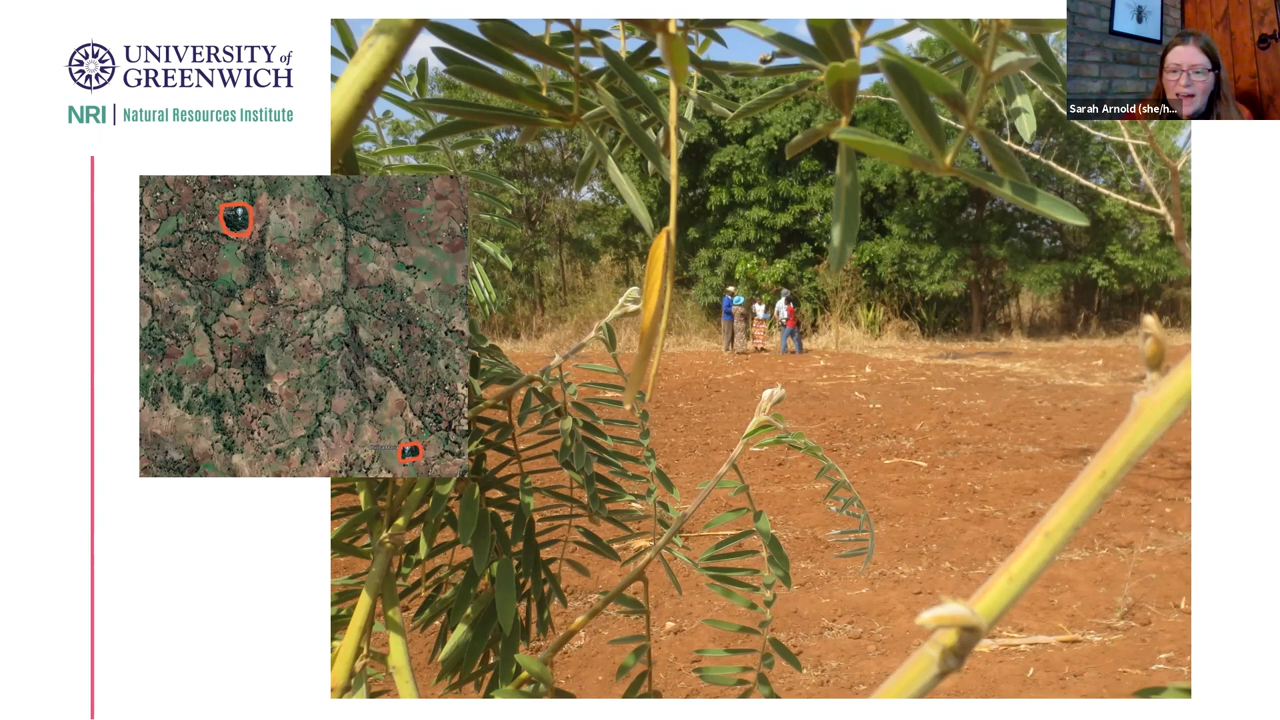 UNIVERSITY of
GREENWICH
NRI | Natural Resources Institute
Sarah Arnold (she/h...